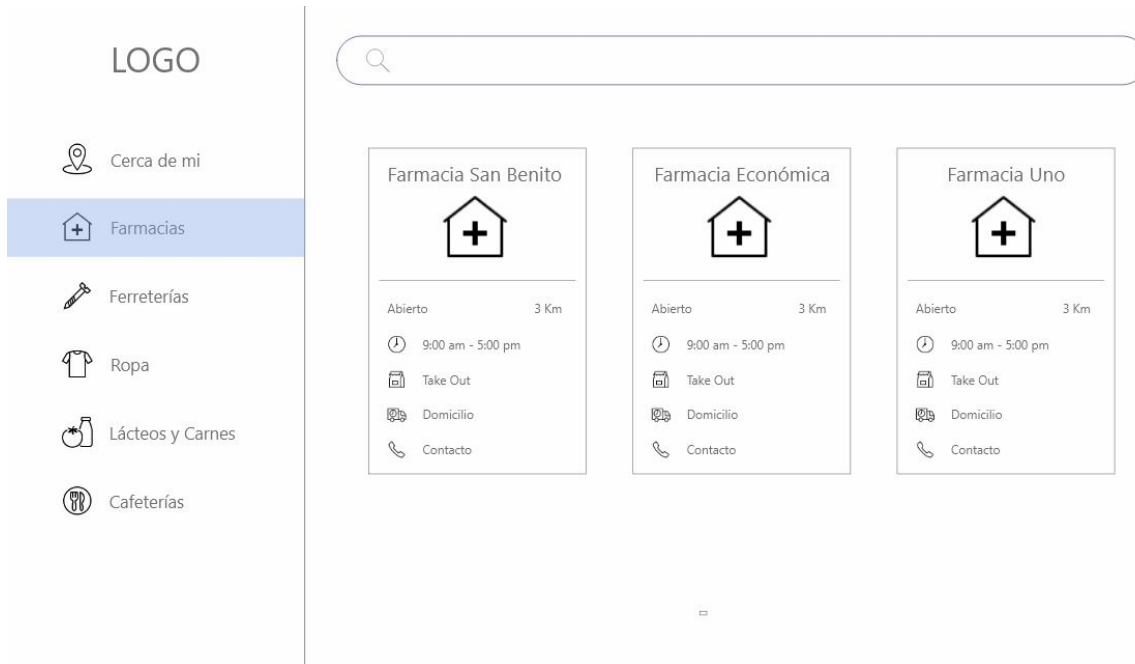 LOGO
Cerca de mi
Farmacias
Ferreterías
Ropa
Lácteos y Carnes
Cafeterías
Farmacia San Benito
Abierto 3 Km
9:00 am - 5:00 pm
Take Out
Domicilio
Contacto
Farmacia Económica
Abierto 3 Km
9:00 am - 5:00 pm
Take Out
Domicilio
Contacto
Farmacia Uno
Abierto 3 Km
9:00 am - 5:00 pm
Take Out
Domicilio
Contacto